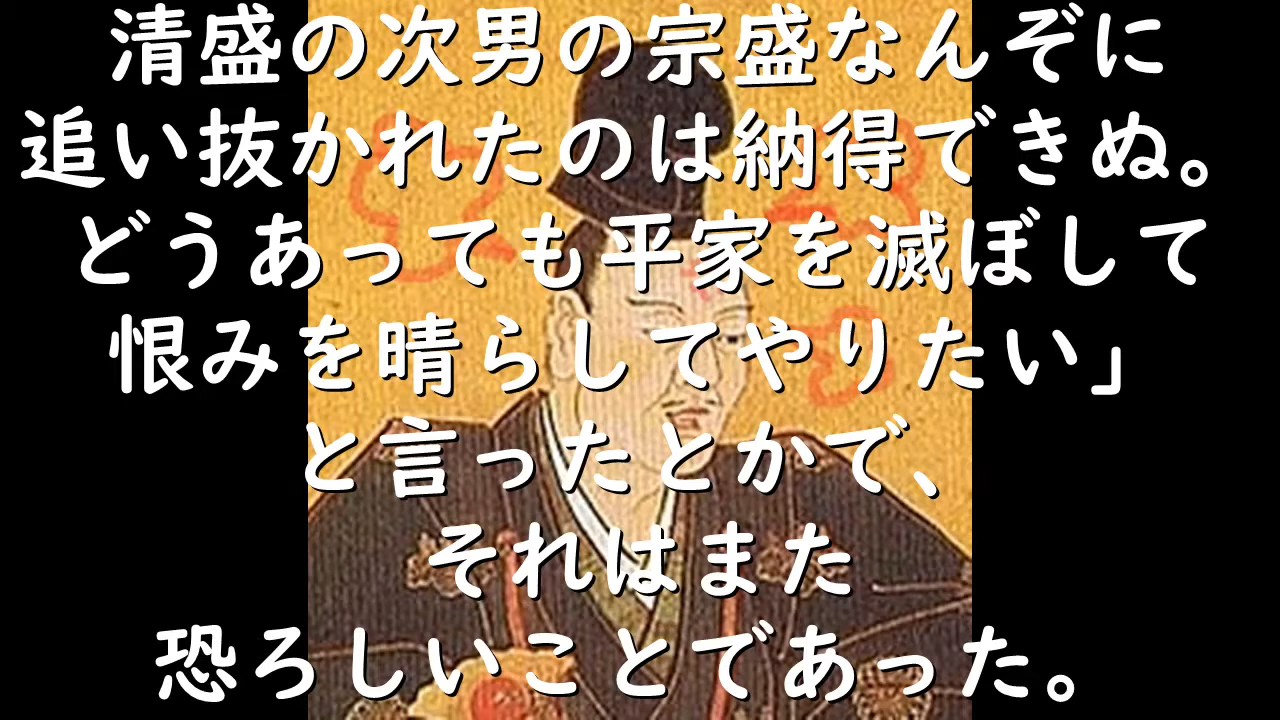 清盛の次男の宗盛なんぞに
追い抜かれたのは納得できぬ。
どうあっても平家を滅ぼして
恨みを晴らしてやりたい」
と言ったとかで、
それはまた
恐ろしいことであった。